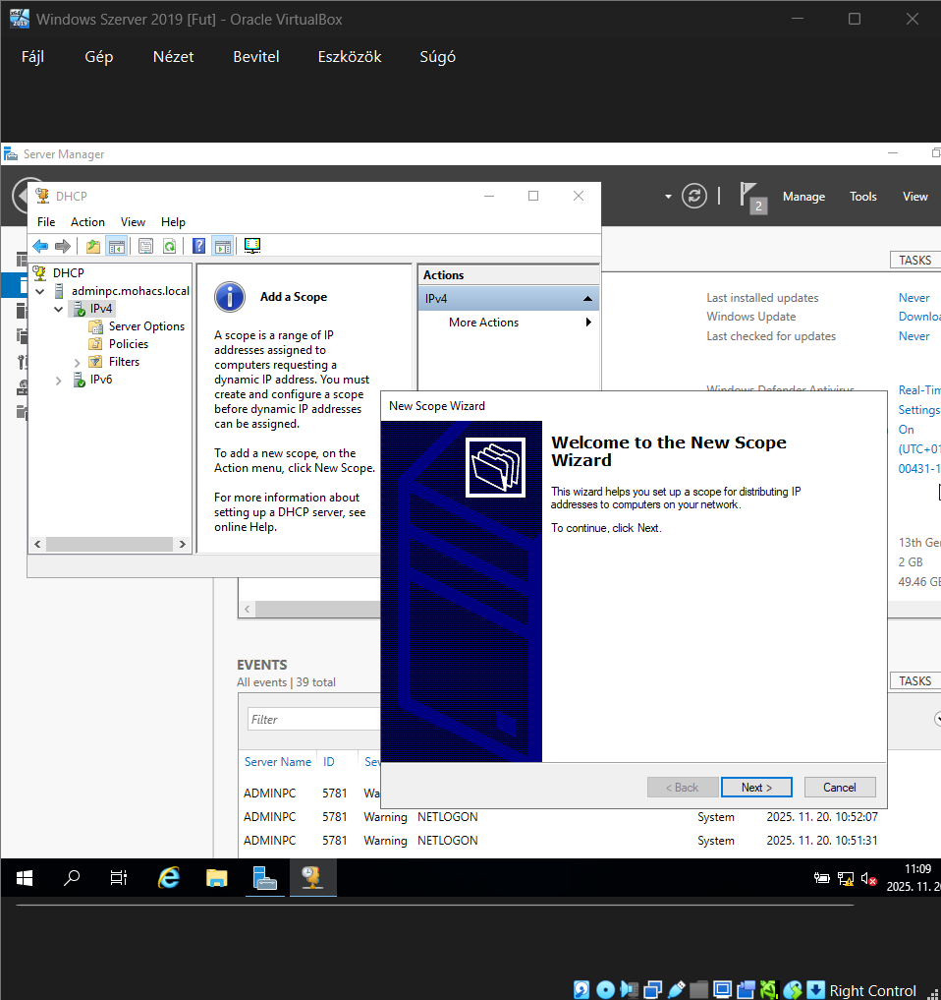 Windows Szerver 2019 [Fut] - Oracle VirtualBox
Fájl Gép Nézet Bevitel Eszközök Súgó
Server Manager
2 Manage Tools View
DHCP
File Action View Help
TASKS
DHCP
adminpc.mohacs.local
IPv4
Server Options
Policies
Filters
IPv6
Add a Scope
A scope is a range of IP
addresses assigned to
computers requesting a
dynamic IP address. You must
create and configure a scope
before dynamic IP addresses
can be assigned.
To add a new scope, on the
Action menu, click New Scope.
For more information about
setting up a DHCP server, see
online Help.
Actions
IPv4
More Actions
Last installed updates Never
Windows Update Downlo
Last checked for updates Never
Windows Defender Antivirus Real-Tim
Settings
On
(UTC+01
00431-1
13th Ger
2 GB
49.46 GE
New Scope Wizard
Welcome to the New Scope
Wizard
This wizard helps you set up a scope for distributing IP
addresses to computers on your network.
To continue, click Next.
< Back Next > Cancel
EVENTS
All events | 39 total
TASKS
Filter
Server Name ID Sev
ADMINPC 5781 Wa
ADMINPC 5781 Warning NETLOGON System 2025. 11. 20. 10:52:07
ADMINPC 5781 Warning NETLOGON System 2025. 11. 20. 10:51:31
11:09
2025. 11. 20
Right Control